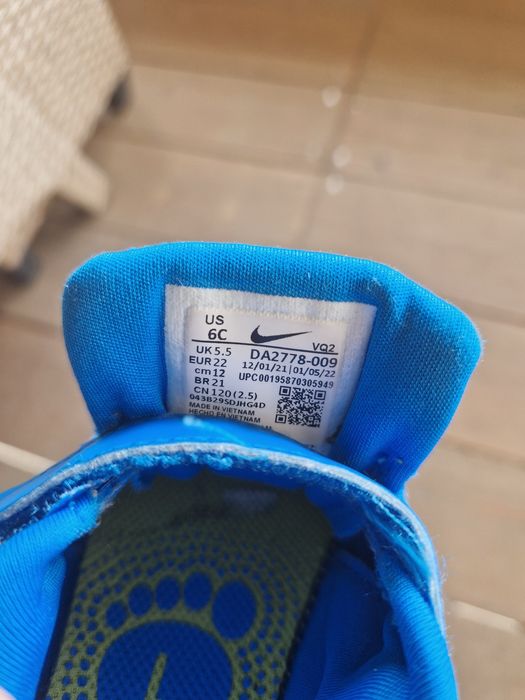 US
6C
VQ2
UK 5.5 DA2778-009
EUR 22 12/01/21 | 01/05/22
cm 12 UPC00195870305949
BR 21
CN 120 (2.5)
043B29SDJHG4D
MADE IN VIETNAM
HECHO EN VIETNAM